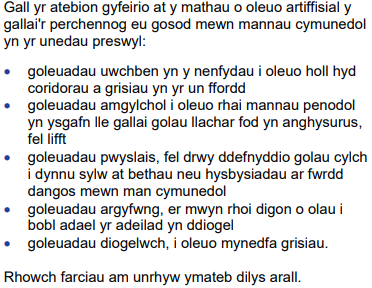 Gall yr atebion gyfeirio at y mathau o oleuo artiffisial y
gallai'r perchennog eu gosod mewn mannau cymunedol
yn yr unedau preswyl:
• goleuadau uwchben yn y nenfydau i oleuo holl hyd
coridorau a grisiau yn yr un ffordd
• goleuadau amgylchol i oleuo rhai mannau penodol
yn ysgafn lle gallai golau llachar fod yn anghysurus,
fel lifft
• goleuadau pwyslais, fel drwy ddefnyddio golau cylch
i dynnu sylw at bethau neu hysbysiadau ar fwrdd
dangos mewn man cymunedol
• goleuadau argyfwng, er mwyn rhoi digon o olau i
bobl adael yr adeilad yn ddiogel
• goleuadau diogelwch, i oleuo mynedfa grisiau.
Rhowch farciau am unrhyw ymateb dilys arall.